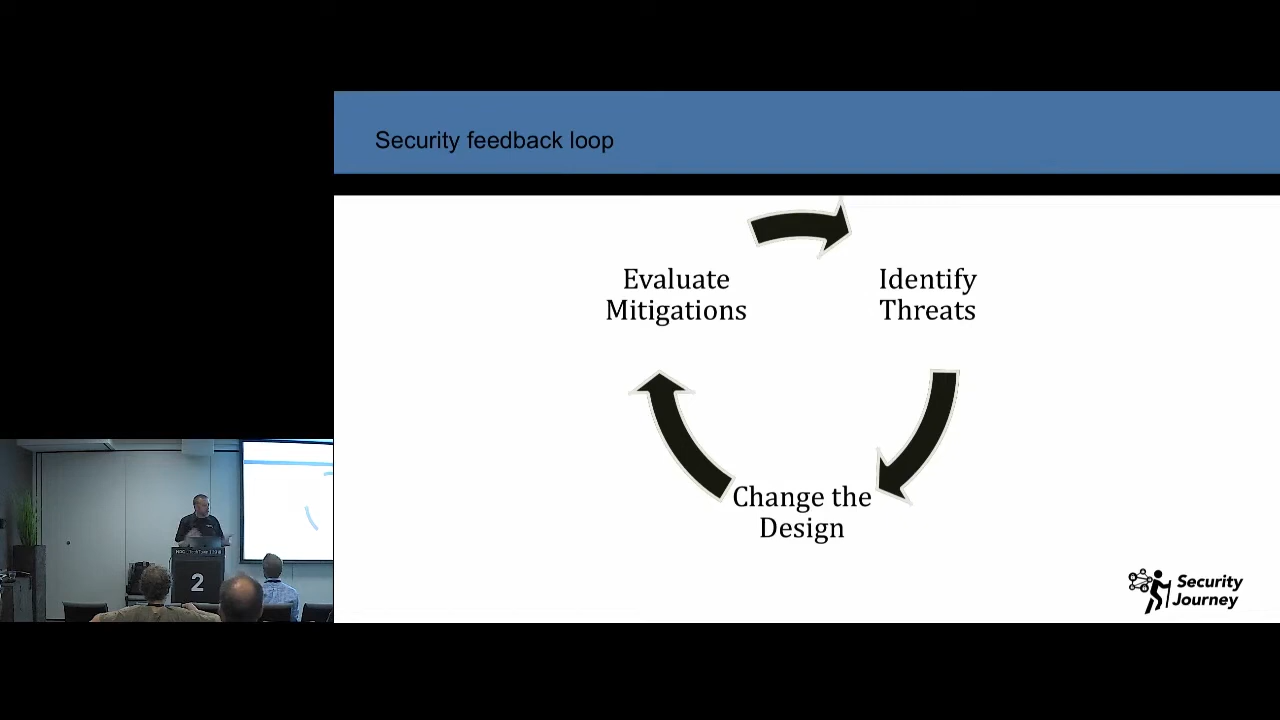 Security feedback loop
Evaluate
Mitigations
Identify
Threats
Change the
Design
Security
Journey
2